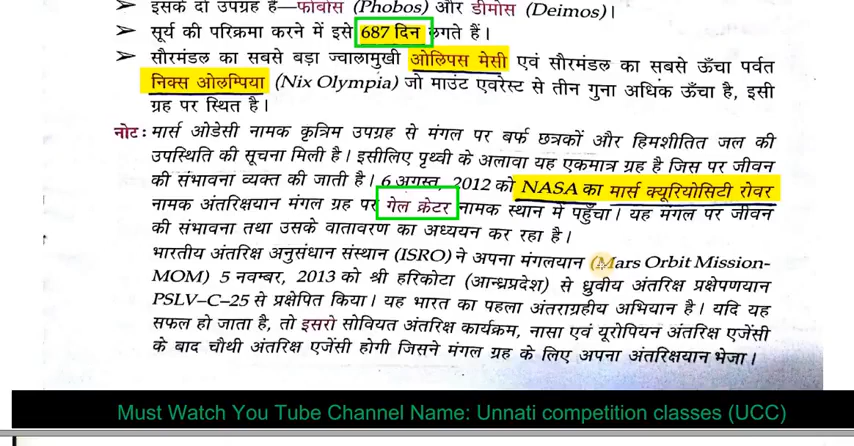 ➤ इसके दो उपग्रह हैं—फोबोस (Phobos) और डीमोस (Deimos)।
➤ सूर्य की परिक्रमा करने में इसे 687 दिन लगते हैं।
➤ सौरमंडल का सबसे बड़ा ज्वालामुखी ओलिपस मेसी एवं सौरमंडल का सबसे ऊँचा पर्वत
निक्स ओलम्पिया (Nix Olympia) जो माउंट एवरेस्ट से तीन गुना अधिक ऊँचा है, इसी
ग्रह पर स्थित है।
नोट: मार्स ओडेसी नामक कृत्रिम उपग्रह से मंगल पर बर्फ छत्रकों और हिमशीतित जल की
उपस्थिति की सूचना मिली है। इसीलिए पृथ्वी के अलावा यह एकमात्र ग्रह है जिस पर जीवन
की संभावना व्यक्त की जाती है। 6 अगस्त, 2012 को NASA का मार्स क्यूरियोसिटी रोवर
नामक अंतरिक्षयान मंगल ग्रह पर गेल क्रेटर नामक स्थान में पहुँचा। यह मंगल पर जीवन
की संभावना तथा उसके वातावरण का अध्ययन कर रहा है।
भारतीय अंतरिक्ष अनुसंधान संस्थान (ISRO) ने अपना मंगलयान (Mars Orbit Mission-
MOM) 5 नवम्बर, 2013 को श्री हरिकोटा (आन्ध्रप्रदेश) से ध्रुवीय अंतरिक्ष प्रक्षेपणयान
PSLV–C–25 से प्रक्षेपित किया। यह भारत का पहला अंतराग्रहीय अभियान है। यदि यह
सफल हो जाता है, तो इसरो सोवियत अंतरिक्ष कार्यक्रम, नासा एवं यूरोपियन अंतरिक्ष एजेंसी
के बाद चौथी अंतरिक्ष एजेंसी होगी जिसने मंगल ग्रह के लिए अपना अंतरिक्षयान भेजा।
Must Watch You Tube Channel Name: Unnati competition classes (UCC)